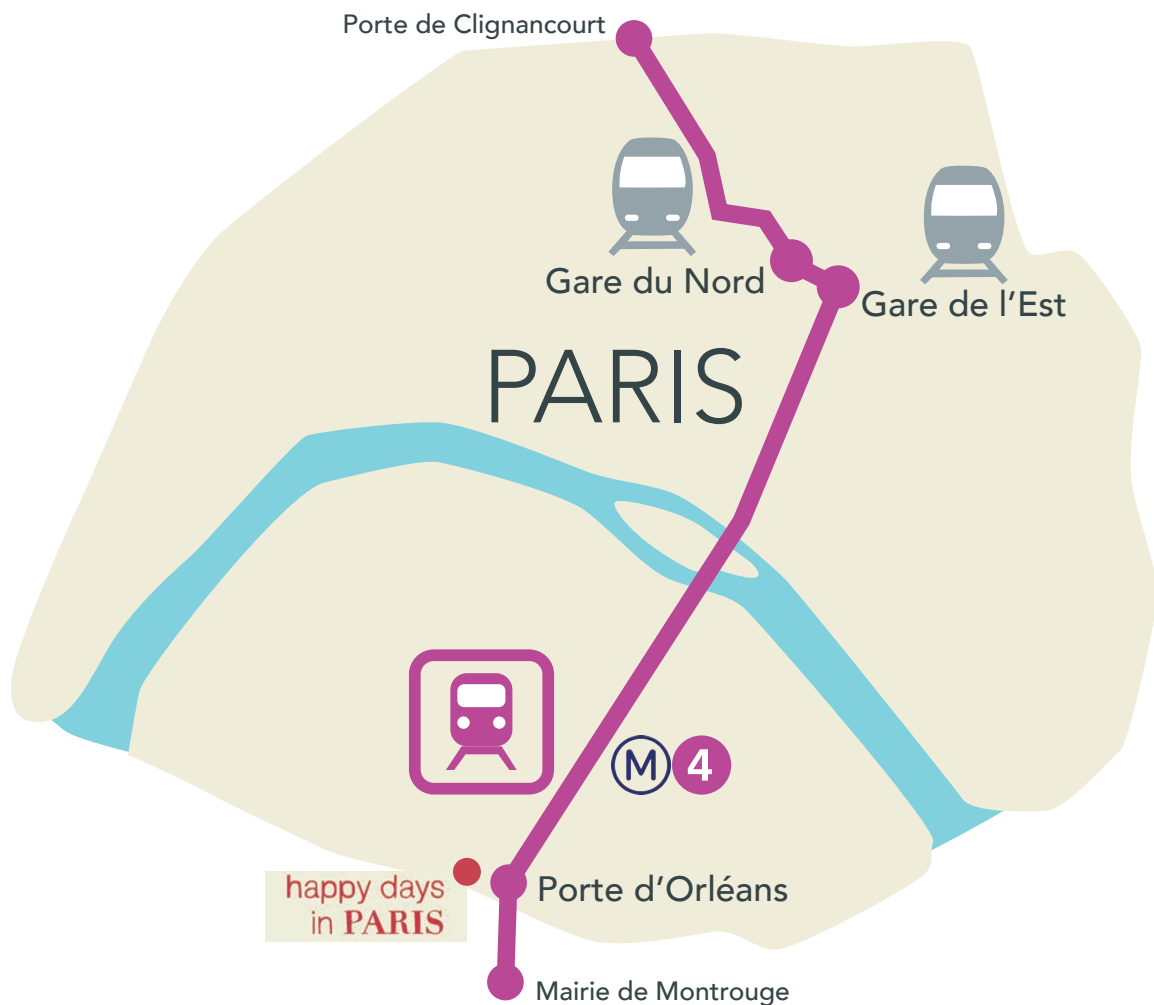 Porte de Clignancourt
Gare du Nord
Gare de l’Est
PARIS
M 4
happy days
in PARIS
Porte d’Orléans
Mairie de Montrouge